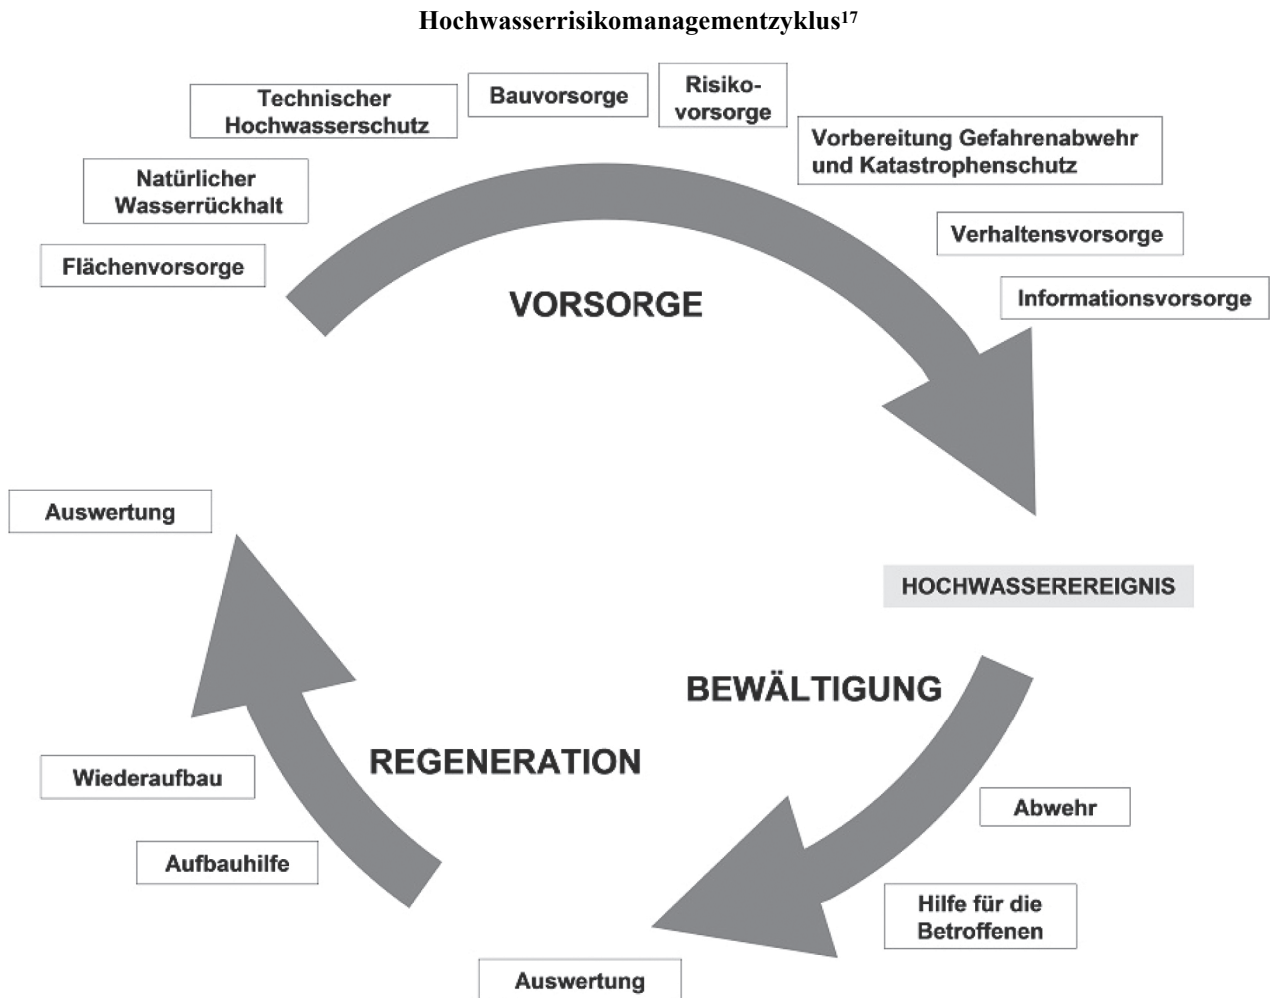 Hochwasserrisikomanagementzyklus¹⁷
Technischer
Hochwasserschutz
Bauvorsorge
Risiko-
vorsorge
Vorbereitung Gefahrenabwehr
und Katastrophenschutz
Natürlicher
Wasserrückhalt
Verhaltensvorsorge
Flächenvorsorge
Informationsvorsorge
VORSORGE
Auswertung
HOCHWASSEREREIGNIS
BEWÄLTIGUNG
REGENERATION
Wiederaufbau
Abwehr
Aufbauhilfe
Hilfe für die
Betroffenen
Auswertung